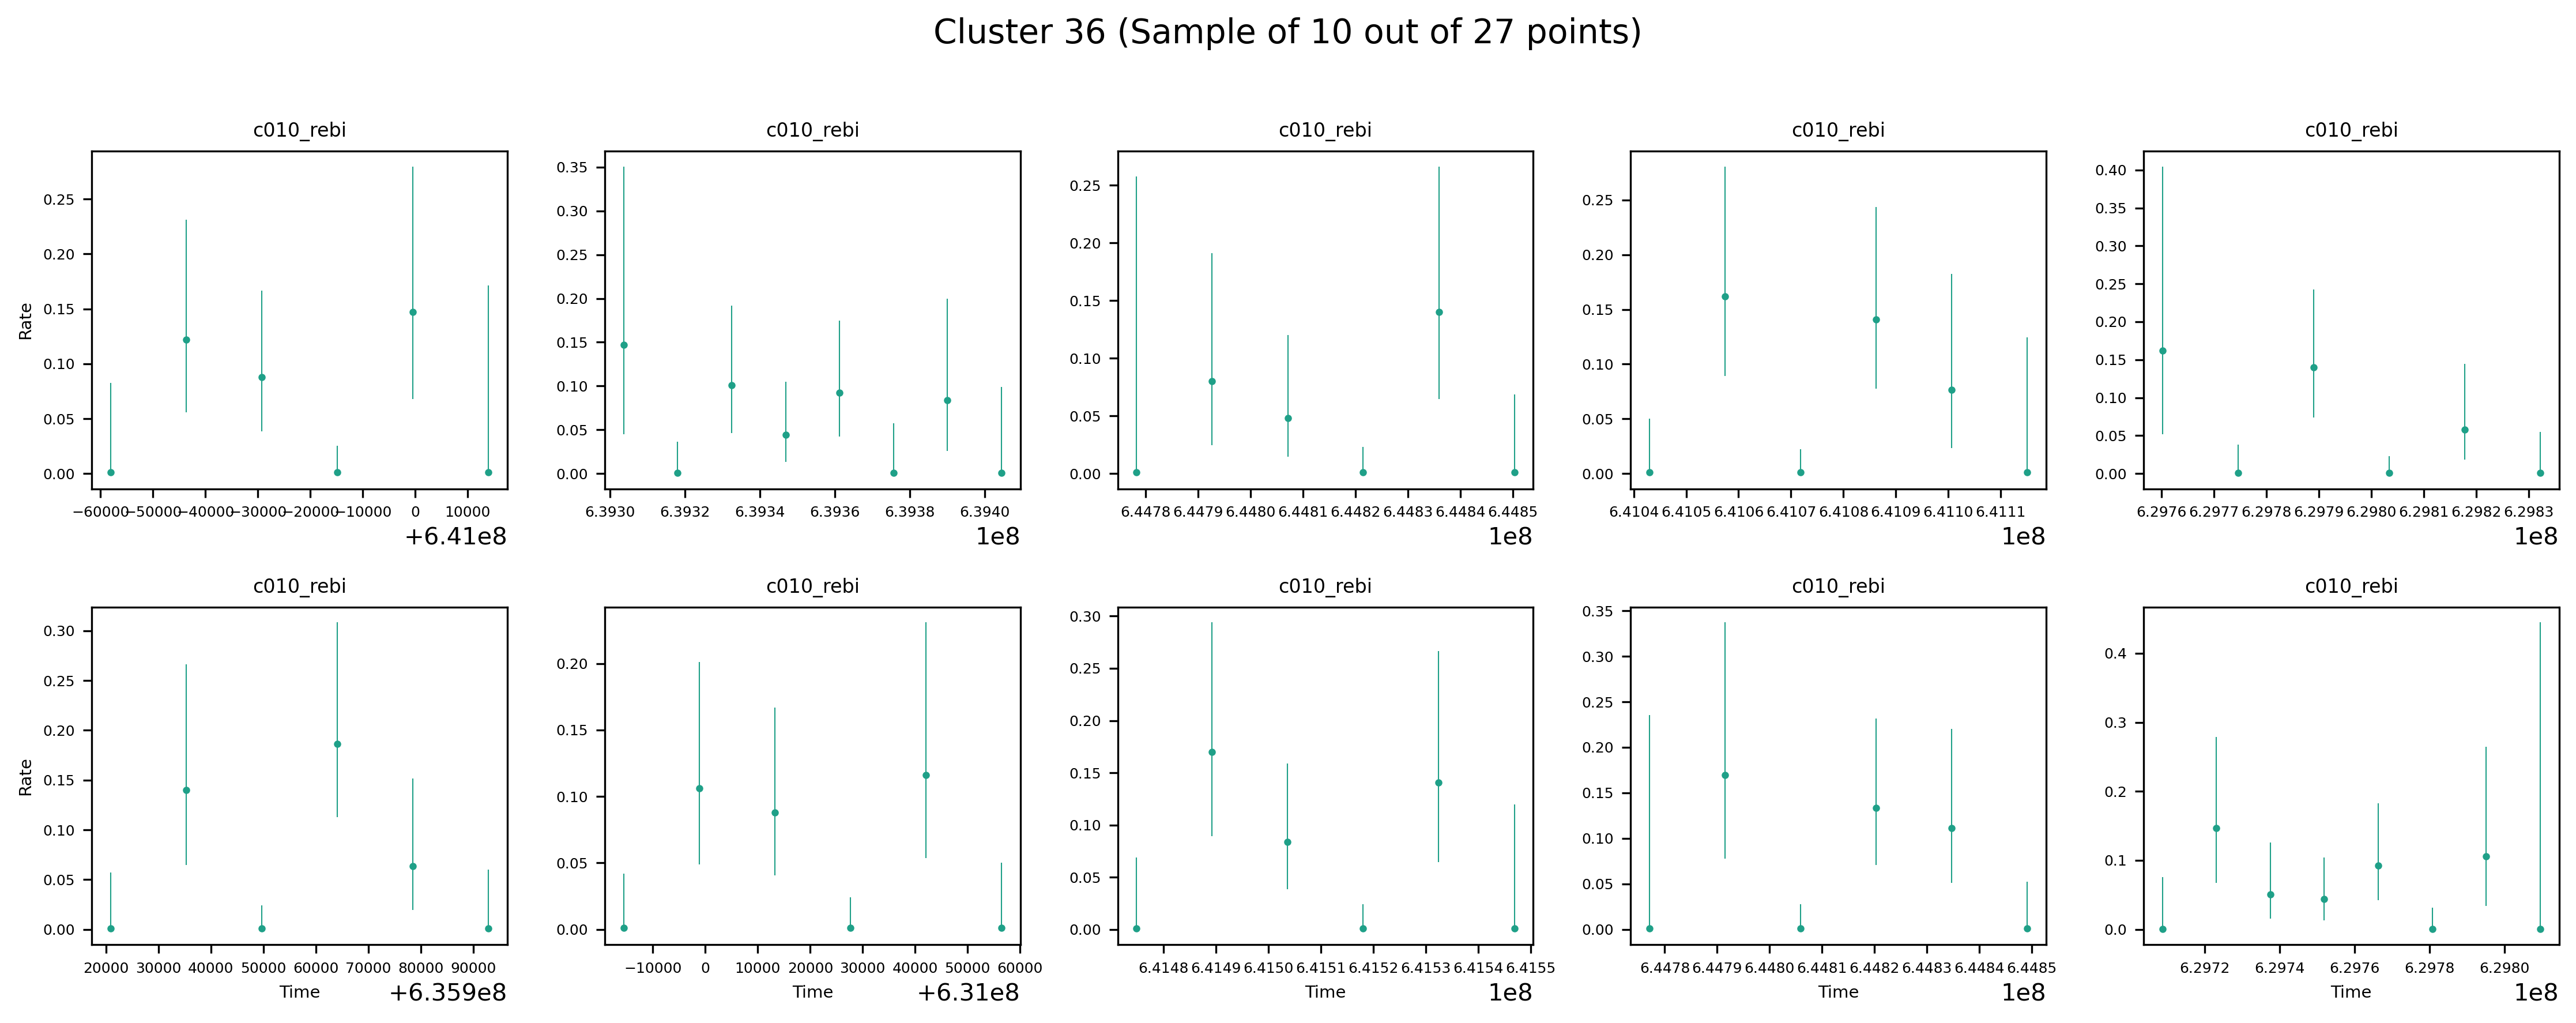 Cluster 36 (Sample of 10 out of 27 points)
c010_rebi c010_rebi c010_rebi c010_rebi c010_rebi
Rate
0.25
0.20
0.15
0.10
0.05
0.00
−60000 −50000 −40000 −30000 −20000 −10000 0 10000
+6.41e8
0.35
0.30
0.25
0.20
0.15
0.10
0.05
0.00
6.3930 6.3932 6.3934 6.3936 6.3938 6.3940
1e8
0.25
0.20
0.15
0.10
0.05
0.00
6.4478 6.4479 6.4480 6.4481 6.4482 6.4483 6.4484 6.4485
1e8
0.25
0.20
0.15
0.10
0.05
0.00
6.4104 6.4105 6.4106 6.4107 6.4108 6.4109 6.4110 6.4111
1e8
0.40
0.35
0.30
0.25
0.20
0.15
0.10
0.05
0.00
6.2976 6.2977 6.2978 6.2979 6.2980 6.2981 6.2982 6.2983
1e8
c010_rebi c010_rebi c010_rebi c010_rebi c010_rebi
Rate
0.30
0.25
0.20
0.15
0.10
0.05
0.00
20000 30000 40000 50000 60000 70000 80000 90000
Time
+6.359e8
0.20
0.15
0.10
0.05
0.00
−10000 0 10000 20000 30000 40000 50000 60000
Time
+6.31e8
0.30
0.25
0.20
0.15
0.10
0.05
0.00
6.4148 6.4149 6.4150 6.4151 6.4152 6.4153 6.4154 6.4155
Time
1e8
0.35
0.30
0.25
0.20
0.15
0.10
0.05
0.00
6.4478 6.4479 6.4480 6.4481 6.4482 6.4483 6.4484 6.4485
Time
1e8
0.4
0.3
0.2
0.1
0.0
6.2972 6.2974 6.2976 6.2978 6.2980
Time
1e8